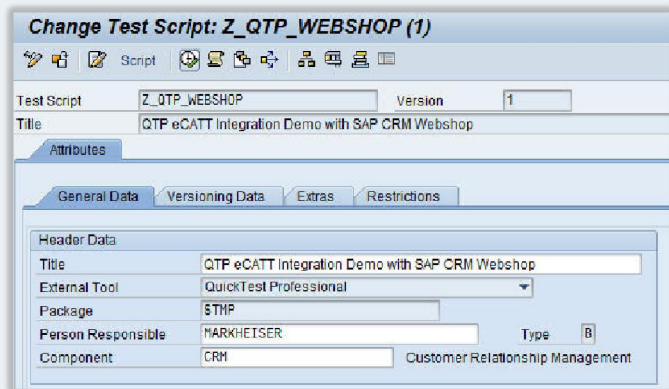 Change Test Script: Z_QTP_WEBSHOP (1)
Script
Test Script Z_QTP_WEBSHOP Version 1
Title QTP eCATT Integration Demo with SAP CRM Webshop
Attributes
General Data Versioning Data Extras Restrictions
Header Data
Title QTP eCATT Integration Demo with SAP CRM Webshop
External Tool QuickTest Professional
Package $TMP
Person Responsible MARKHEISER Type B
Component CRM Customer Relationship Management